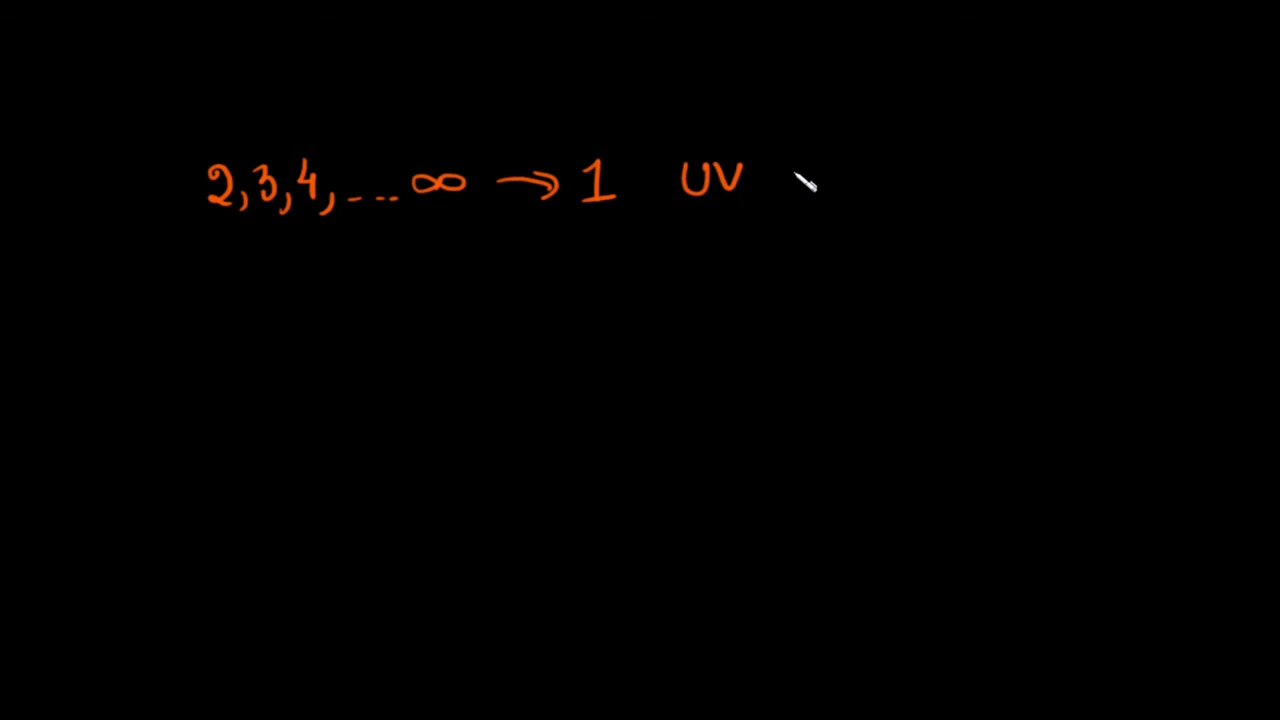 2,3,4,... ∞ → 1 UV